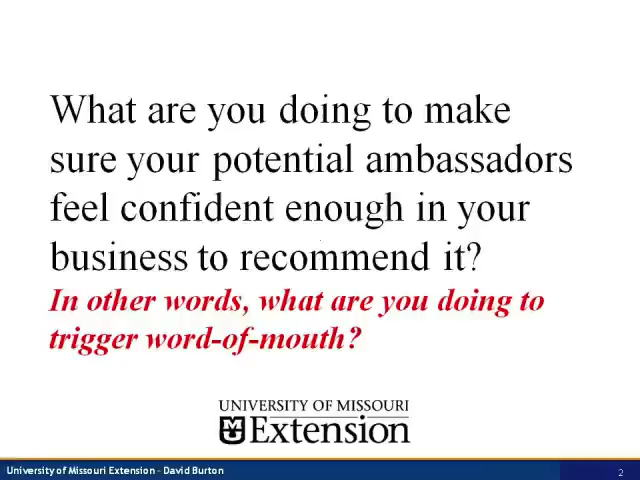 What are you doing to make
sure your potential ambassadors
feel confident enough in your
business to recommend it?
In other words, what are you doing to
trigger word-of-mouth?
UNIVERSITY OF MISSOURI
Extension
University of Missouri Extension - David Burton
2